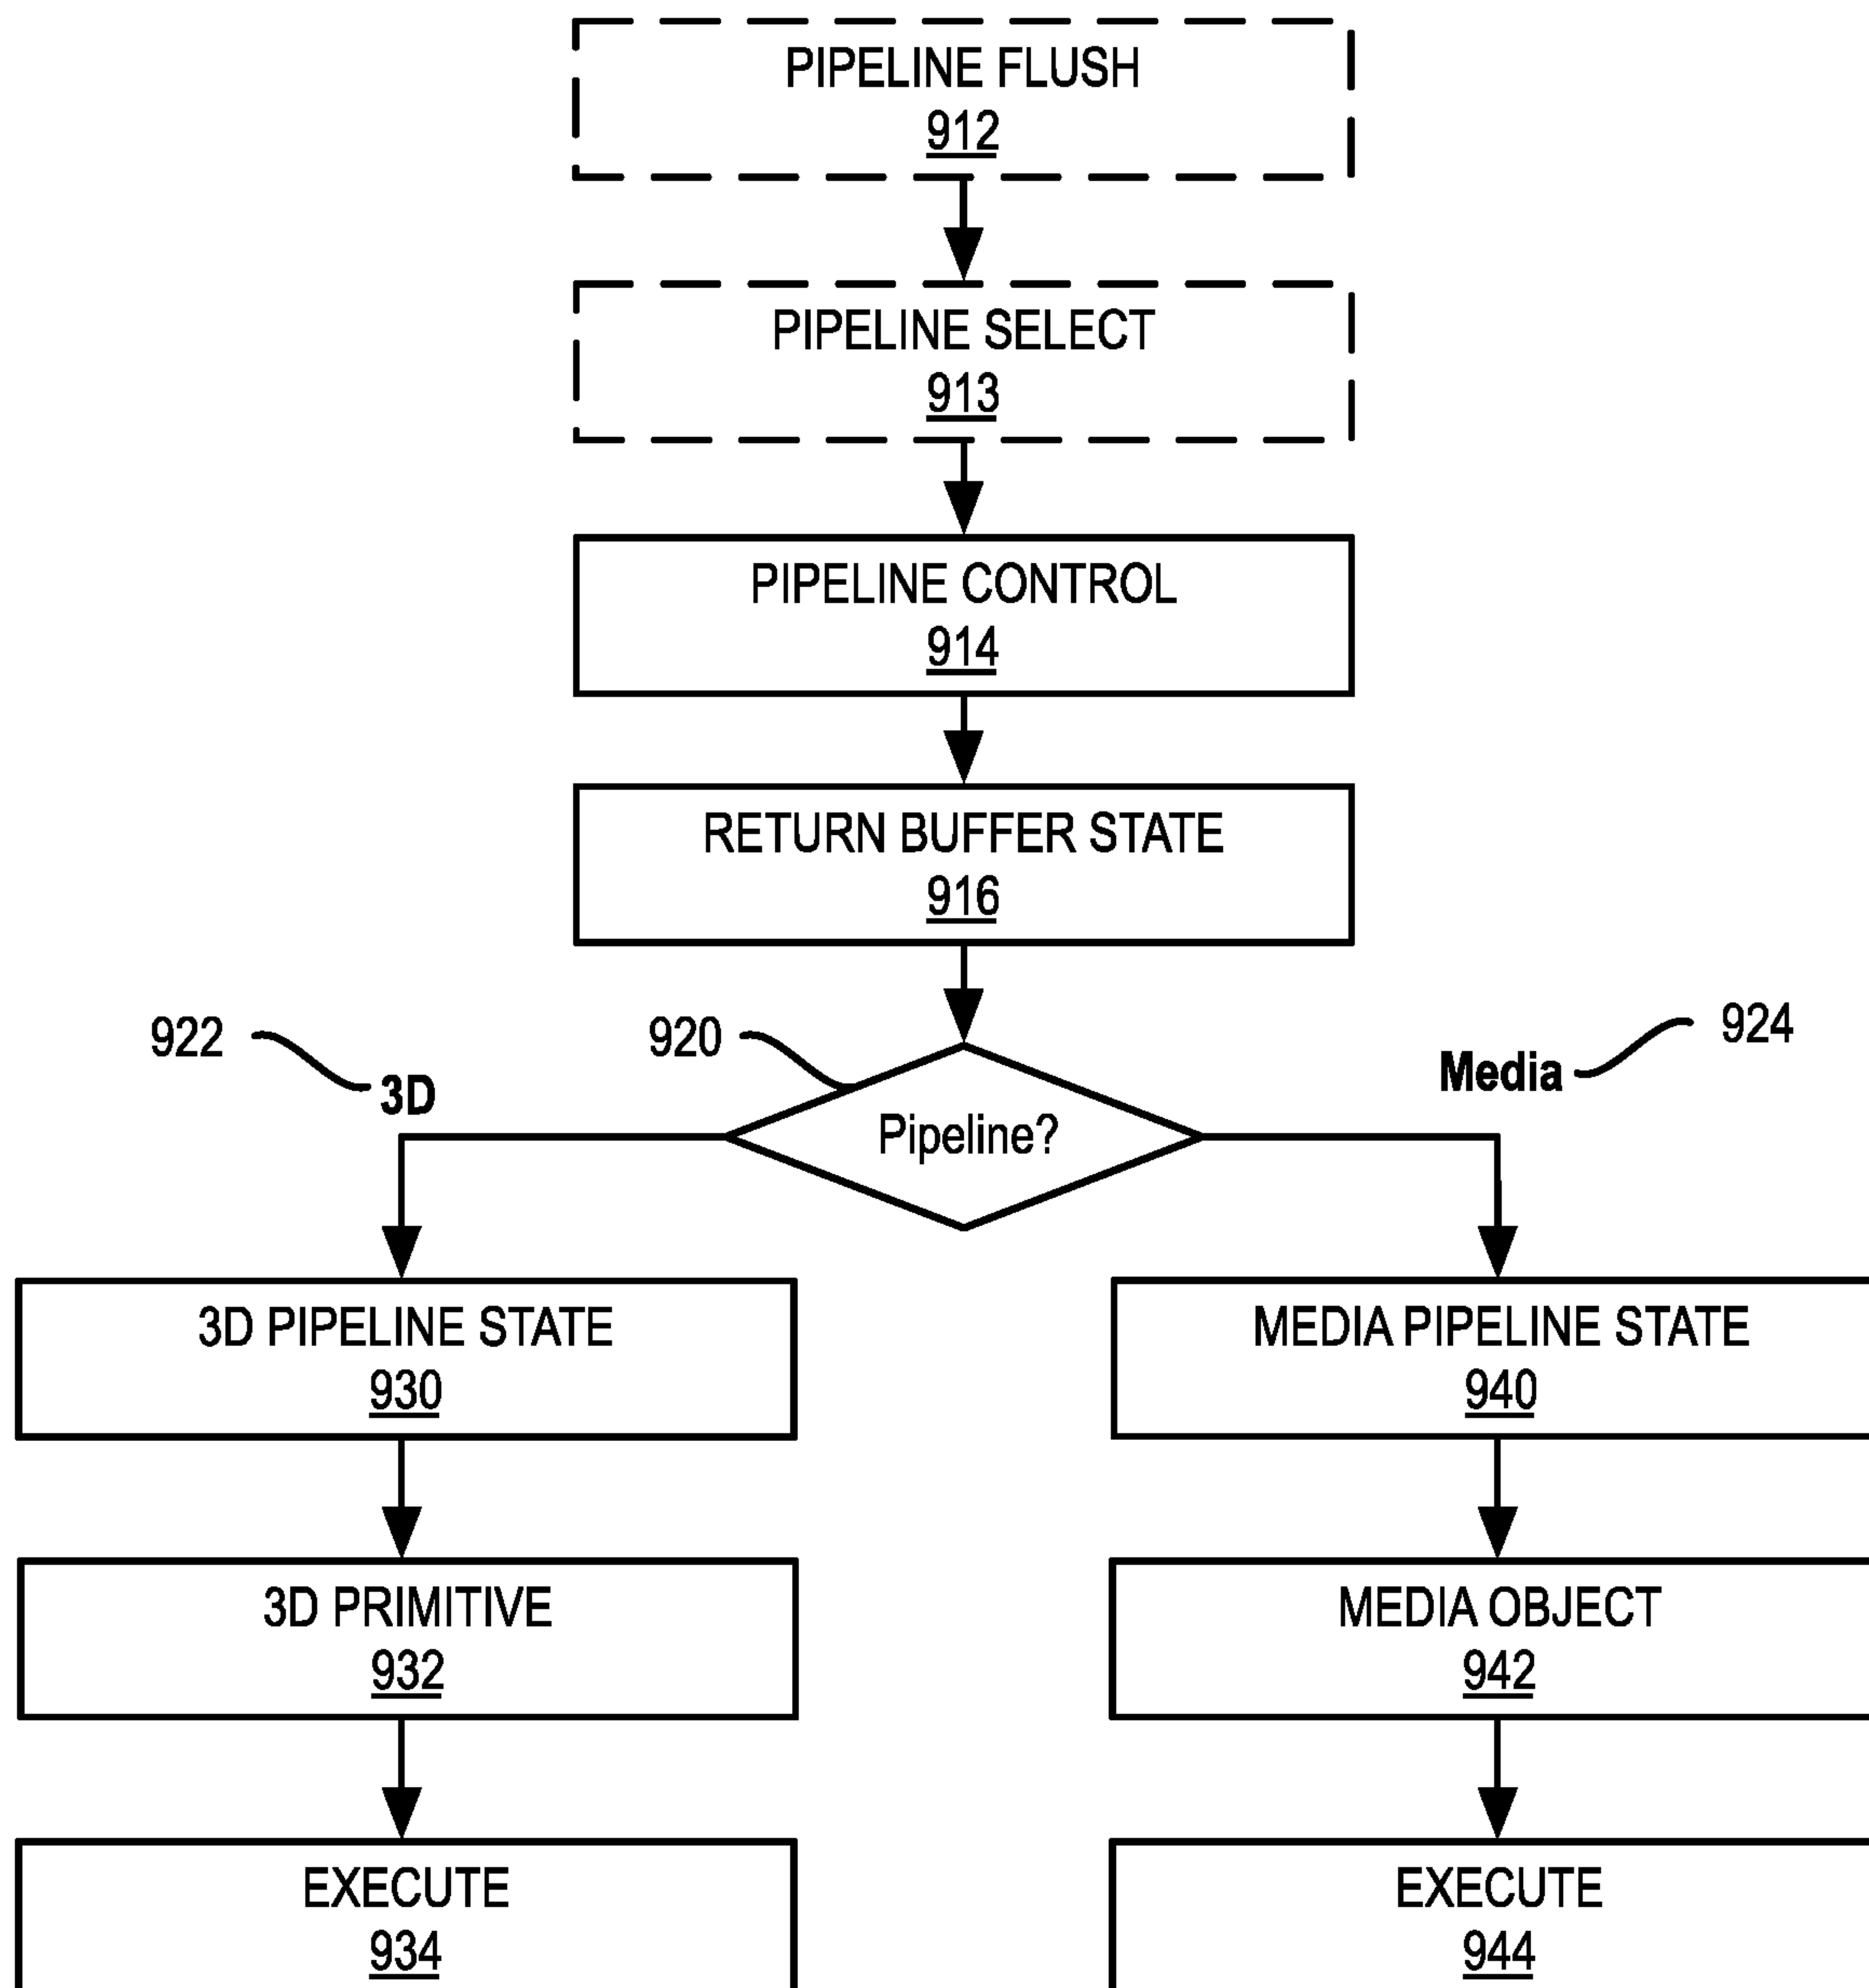 PIPELINE FLUSH
912
PIPELINE SELECT
913
PIPELINE CONTROL
914
RETURN BUFFER STATE
916
922
920
924
3D
Media
Pipeline?
3D PIPELINE STATE
930
MEDIA PIPELINE STATE
940
3D PRIMITIVE
932
MEDIA OBJECT
942
EXECUTE
934
EXECUTE
944